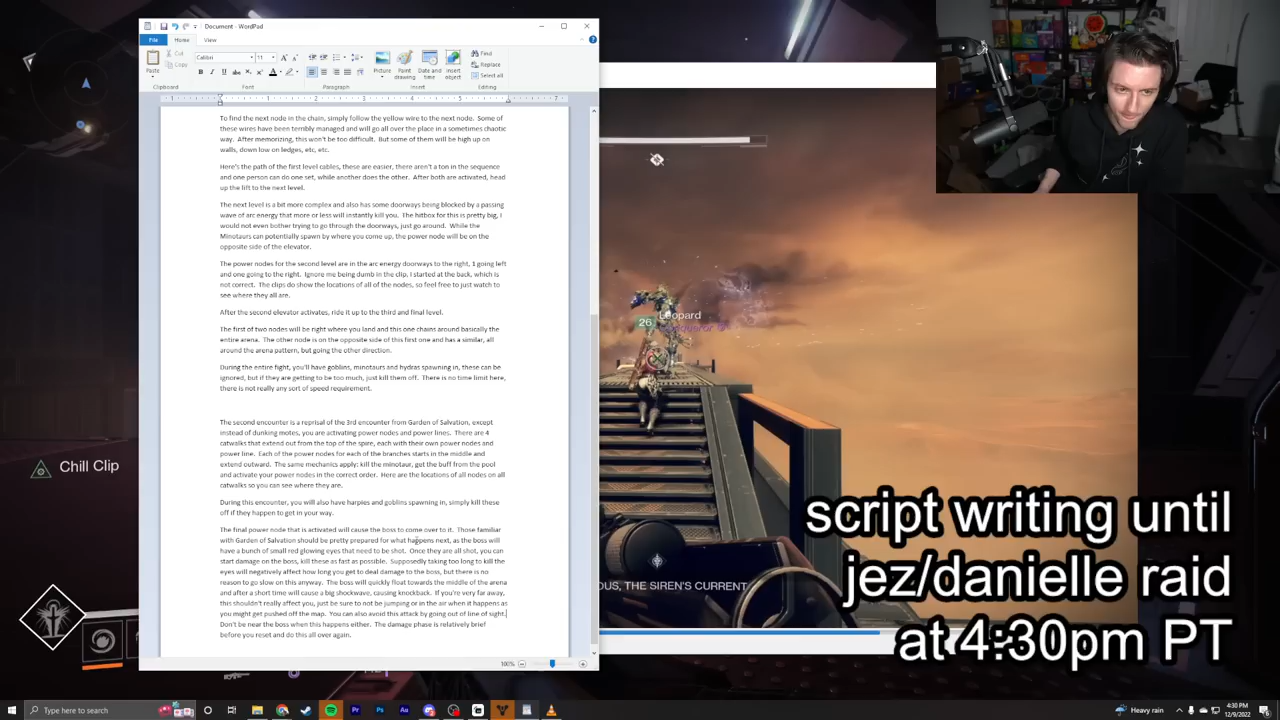 Document - WordPad
File
Home
View
Paste
Cut
Copy
Clipboard
Calibri
11
Font
Paragraph
Picture
Paint drawing
Date and time
Insert object
Insert
Find
Replace
Select all
Editing
To find the next node in the chain, simply follow the yellow wire to the next node. Some of
these wires have been terribly managed and will go all over the place in a sometimes chaotic
way. After memorizing, this won't be too difficult. But some of them will be high up on
walls, down low on ledges, etc, etc.
Here's the path of the first level cables, these are easier, there aren't a ton in the sequence
and one person can do one set, while another does the other. After both are activated, head
up the lift to the next level.
The next level is a bit more complex and also has some doorways being blocked by a passing
wave of arc energy that more or less will instantly kill you. The hitbox for this is pretty big, I
would not even bother trying to go through the doorways, just go around. While the
Minotaurs can potentially spawn by where you come up, the power node will be on the
opposite side of the elevator.
The power nodes for the second level are in the arc energy doorways to the right, 1 going left
and one going to the right. Ignore me being dumb in the clip, I started at the back, which is
not correct. The clips do show the locations of all of the nodes, so feel free to just watch to
see where they all are.
After the second elevator activates, ride it up to the third and final level.
The first of two nodes will be right where you land and this one chains around basically the
entire arena. The other node is on the opposite side of this first one and has a similar, all
around the arena pattern, but going the other direction.
During the entire fight, you'll have goblins, minotaurs and hydras spawning in, these can be
ignored, but if they are getting to be too much, just kill them off. There is no time limit here,
there is not really any sort of speed requirement.
The second encounter is a reprisal of the 3rd encounter from Garden of Salvation, except
instead of dunking motes, you are activating power nodes and power lines. There are 4
catwalks that extend out from the top of the spire, each with their own power nodes and
power line. Each of the power nodes for each of the branches starts in the middle and
extend outward. The same mechanics apply; kill the minotaur, get the buff from the pool
and activate your power nodes in the correct order. Here are the locations of all nodes on all
catwalks so you can see where they are.
During this encounter, you will also have harpies and goblins spawning in, simply kill these
off if they happen to get in your way.
The final power node that is activated will cause the boss to come over to it. Those familiar
with Garden of Salvation should be pretty prepared for what happens next, as the boss will
have a bunch of small red glowing eyes that need to be shot. Once they are all shot, you can
start damage on the boss, kill these as fast as possible. Supposedly taking too long to kill the
eyes will negatively affect how long you get to deal damage to the boss, but there is no
reason to go slow on this anyway. The boss will quickly float towards the middle of the arena
and after a short time will cause a big shockwave, causing knockback. If you're very far away,
this shouldn't really affect you, just be sure to not be jumping or in the air when it happens as
you might get pushed off the map. You can also avoid this attack by going out of line of sight.
Don't be near the boss when this happens either. The damage phase is relatively brief
before you reset and do this all over again.
100%
Chill Clip
26
Leopard
OUS, THE SIREN'S CURRENT
script writing until
jez/danielle raid
at 4:30pm PT
Type here to search
Heavy rain
4:30 PM
12/9/2022